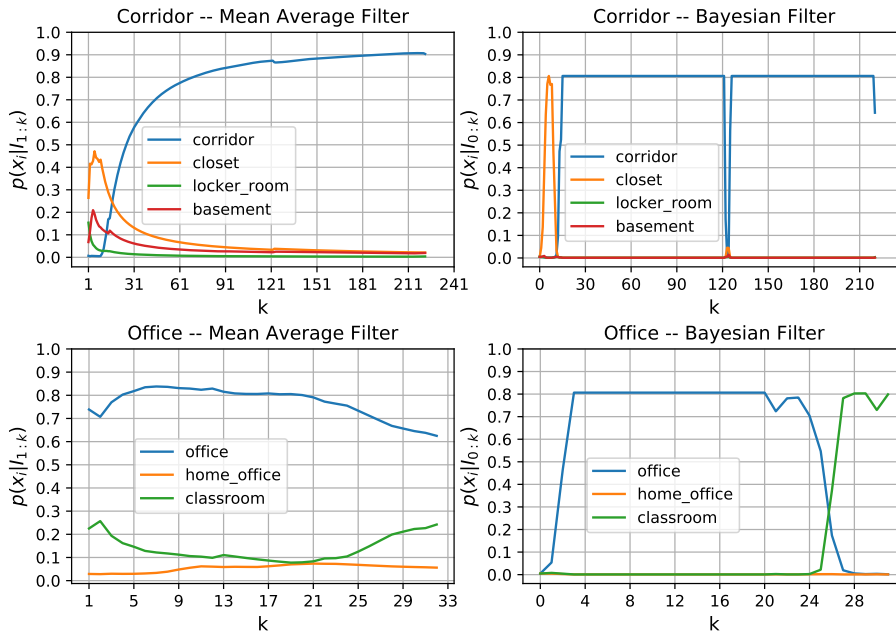 Corridor -- Mean Average Filter
1.0
0.9
0.8
0.7
0.6
0.5
0.4
0.3
0.2
0.1
0.0
p(x_i|I_{1:k})
corridor
closet
locker_room
basement
1 31 61 91 121 151 181 211 241
k
Corridor -- Bayesian Filter
1.0
0.9
0.8
0.7
0.6
0.5
0.4
0.3
0.2
0.1
0.0
p(x_i|I_{0:k})
corridor
closet
locker_room
basement
0 30 60 90 120 150 180 210
k
Office -- Mean Average Filter
1.0
0.9
0.8
0.7
0.6
0.5
0.4
0.3
0.2
0.1
0.0
p(x_i|I_{1:k})
office
home_office
classroom
1 5 9 13 17 21 25 29 33
k
Office -- Bayesian Filter
1.0
0.9
0.8
0.7
0.6
0.5
0.4
0.3
0.2
0.1
0.0
p(x_i|I_{0:k})
office
home_office
classroom
0 4 8 12 16 20 24 28
k